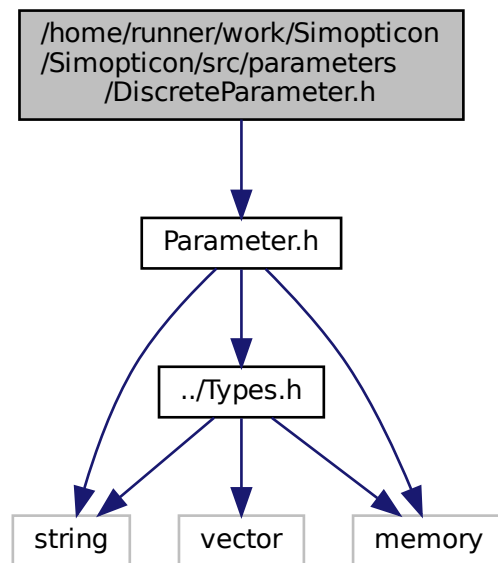 /home/runner/work/Simopticon
/Simopticon/src/parameters
/DiscreteParameter.h
Parameter.h
../Types.h
string
vector
memory